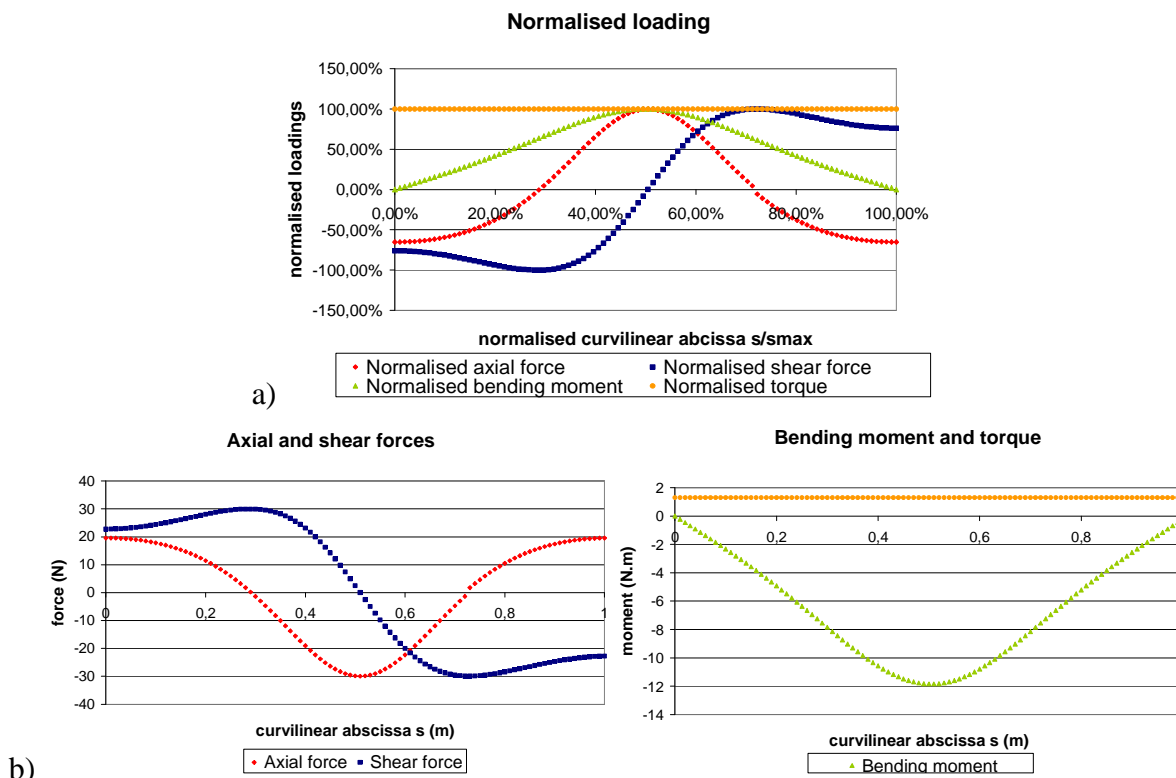 Normalised loading
150,00%
100,00%
50,00%
0,00%
-50,00%
-100,00%
-150,00%
normalised loadings
0,00% 20,00% 40,00% 60,00% 80,00% 100,00%
normalised curvilinear abcissa s/smax
Normalised axial force Normalised shear force
Normalised bending moment Normalised torque
a)
Axial and shear forces
40
30
20
10
0
-10
-20
-30
-40
force (N)
0 0,2 0,4 0,6 0,8 1
curvilinear abscissa s (m)
Axial force Shear force
Bending moment and torque
2
0
-2
-4
-6
-8
-10
-12
-14
moment (N.m)
0 0,2 0,4 0,6 0,8
curvilinear abscissa s (m)
Bending moment
b)